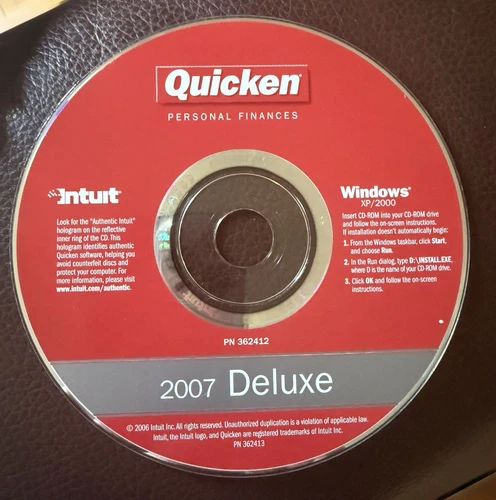 Quicken®
PERSONAL FINANCES
Intuit®
Look for the "Authentic Intuit"
hologram on the reflective
inner ring of the CD. This
hologram identifies authentic
Quicken software, helping you
avoid counterfeit discs and
protect your computer. For
more information, please visit
www.intuit.com/authentic.
Windows®
XP/2000
Insert CD-ROM into your CD-ROM drive
and follow the on-screen instructions.
If installation doesn't automatically begin:
1. From the Windows taskbar, click Start,
and choose Run.
2. In the Run dialog, type D:\INSTALL.EXE,
where D is the name of your CD-ROM drive.
3. Click OK and follow the on-screen
instructions.
PN 362412
2007 Deluxe
© 2006 Intuit Inc. All rights reserved. Unauthorized duplication is a violation of applicable law.
Intuit, the Intuit logo, and Quicken are registered trademarks of Intuit Inc.
PN 362413